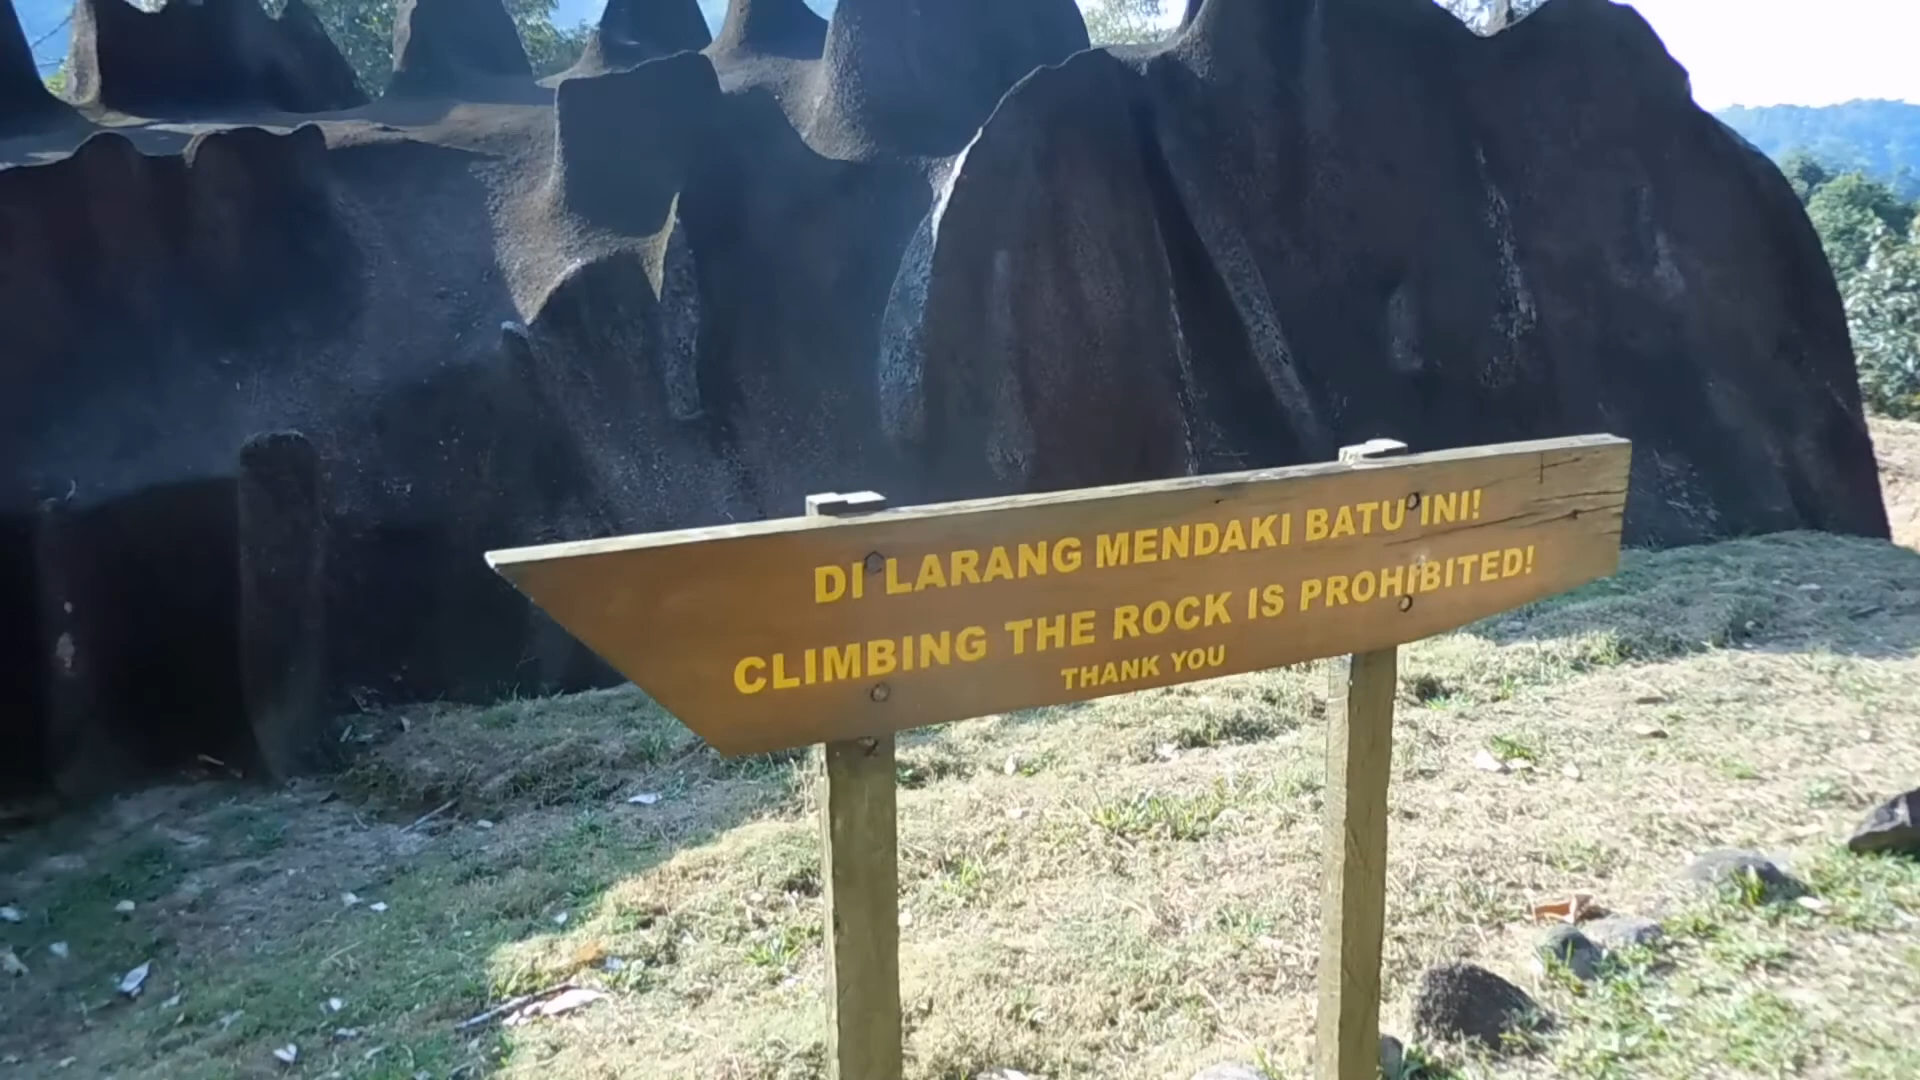 DI LARANG MENDAKI BATU INI!
CLIMBING THE ROCK IS PROHIBITED!
THANK YOU